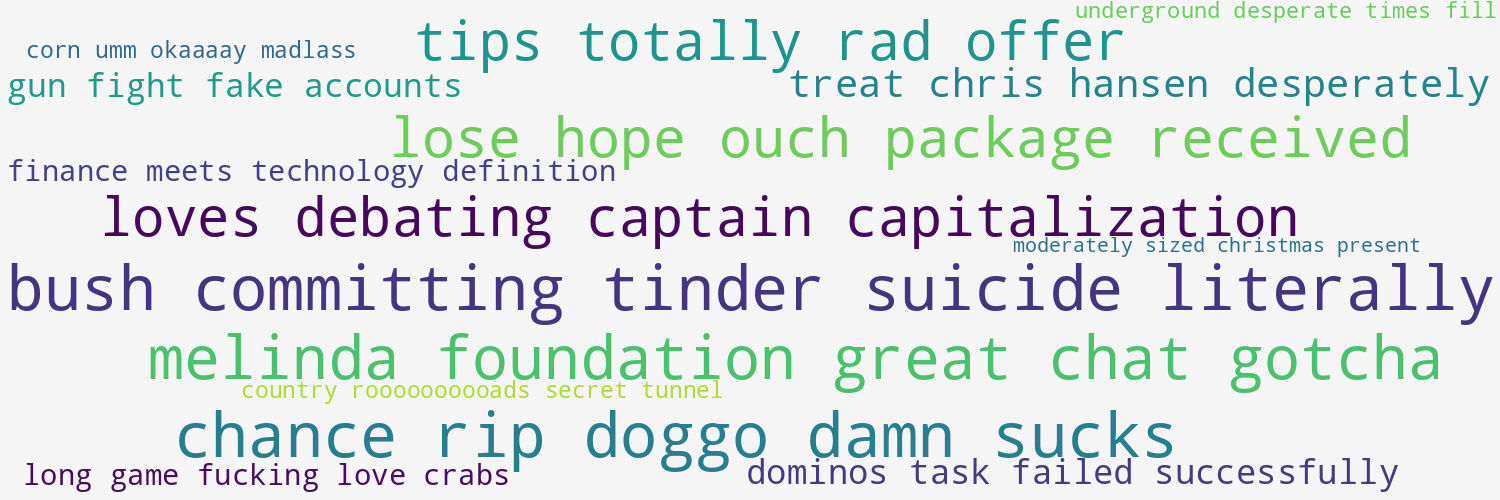 underground desperate times fill
tips totally rad offer
corn umm okaaaay madlass
gun fight fake accounts
treat chris hansen desperately
lose hope ouch package received
finance meets technology definition
loves debating captain capitalization
moderately sized christmas present
bush committing tinder suicide literally
melinda foundation great chat gotcha
country roooooooooads secret tunnel
chance rip doggo damn sucks
long game fucking love crabs
dominos task failed successfully